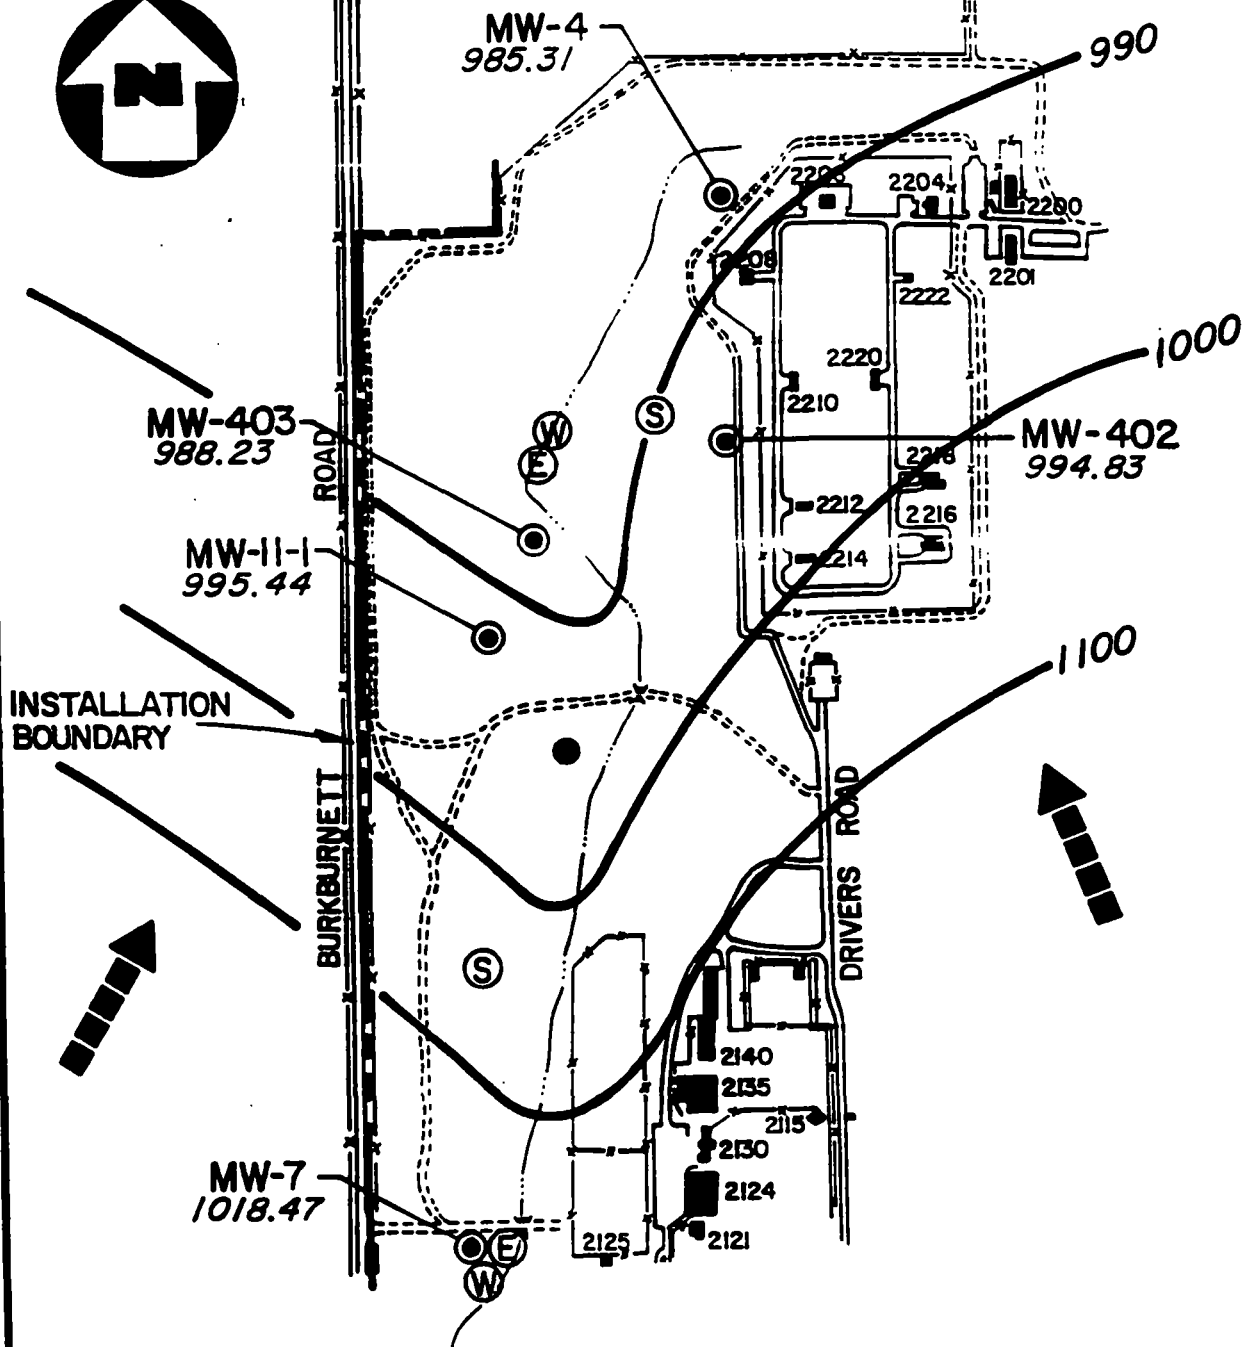 MW-4
985.31
990
N
2206
2204
2200
2208
2201
2222
1000
2220
2210
MW-403
988.23
W
S
E
MW-402
994.83
ROAD
2218
2212
2216
MW-11-1
995.44
2214
1100
INSTALLATION
BOUNDARY
BURKBURNETT
DRIVERS ROAD
S
2140
2135
2115
2130
MW-7
1018.47
2124
E
2125
2121
W